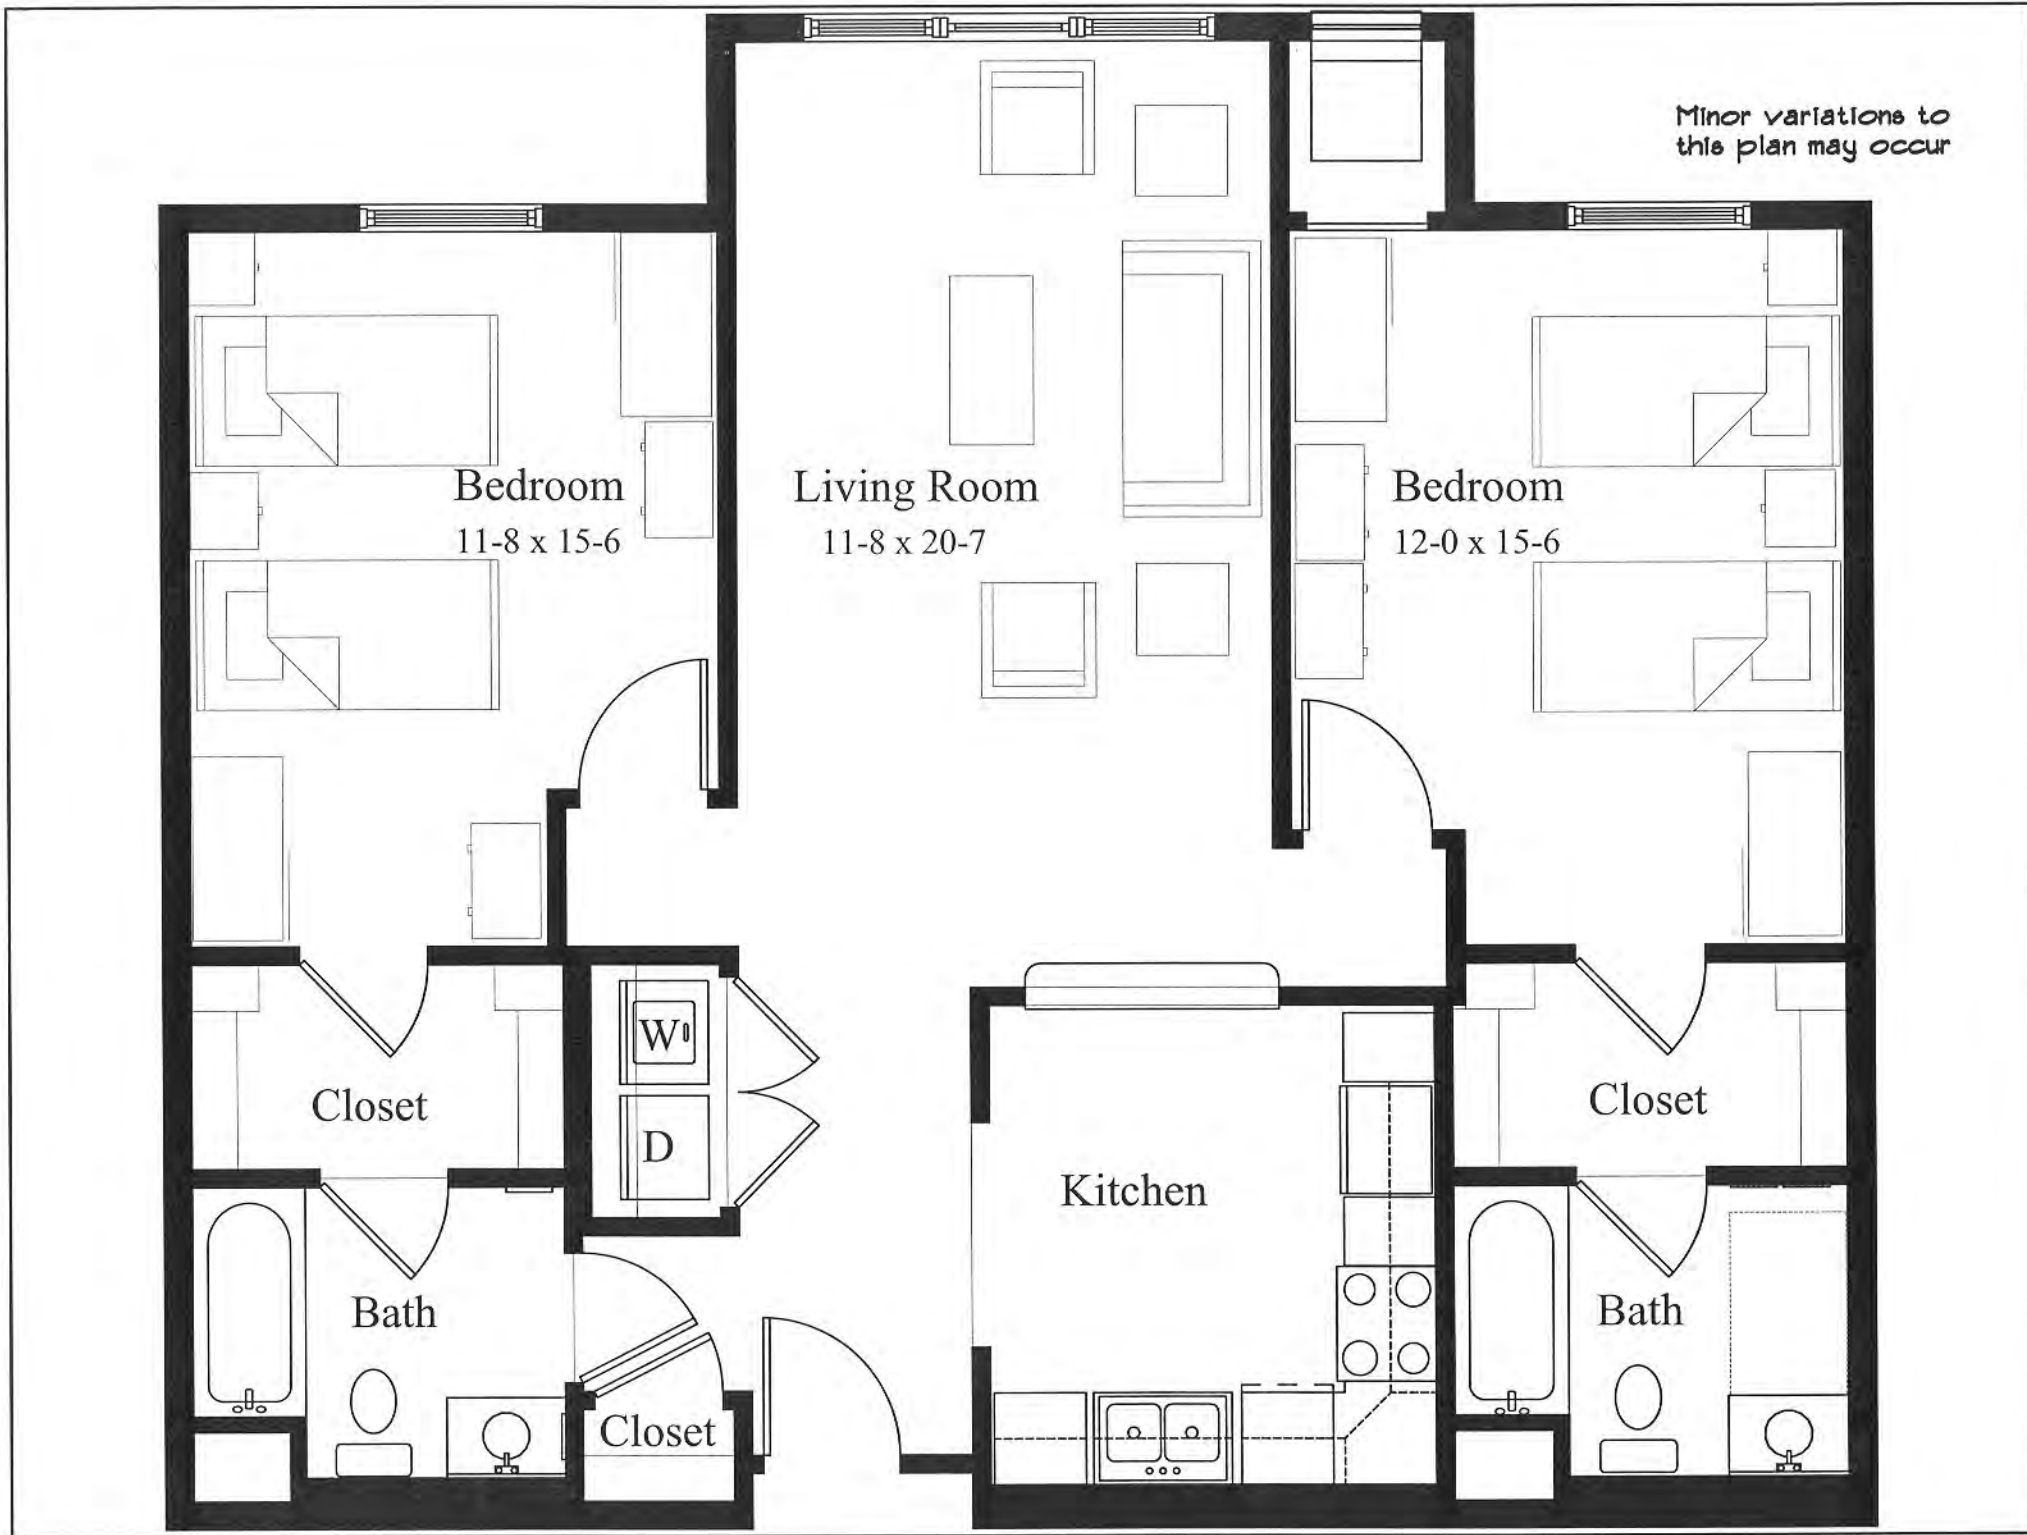 Minor variations to
this plan may occur
Bedroom
11-8 x 15-6
Living Room
11-8 x 20-7
Bedroom
12-0 x 15-6
W
D
Closet
Closet
Kitchen
Bath
Bath
Closet